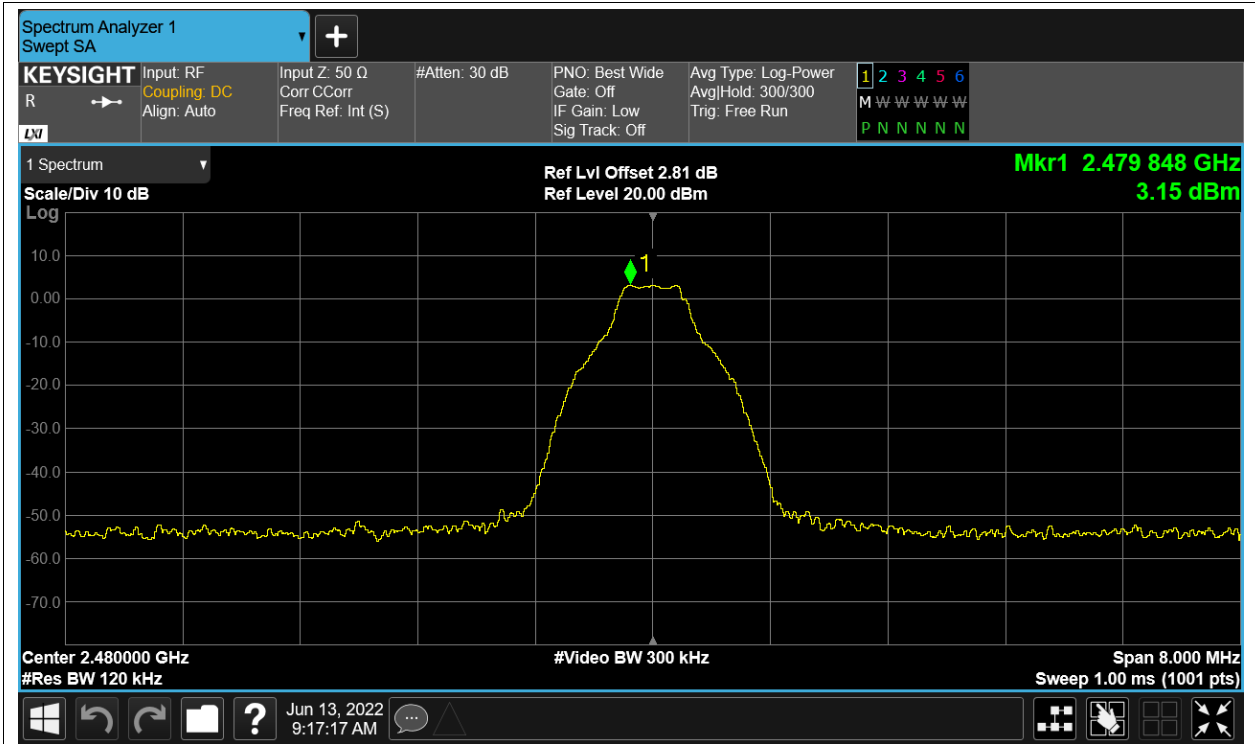 Spectrum Analyzer 1
Swept SA
KEYSIGHT
R
LXI
Input: RF
Coupling: DC
Align: Auto
Input Z: 50 Ω
Corr CCorr
Freq Ref: Int (S)
#Atten: 30 dB
PNO: Best Wide
Gate: Off
IF Gain: Low
Sig Track: Off
Avg Type: Log-Power
Avg|Hold: 300/300
Trig: Free Run
1 2 3 4 5 6
M W W W W W
P N N N N N
1 Spectrum
Scale/Div 10 dB
Log
Ref Lvl Offset 2.81 dB
Ref Level 20.00 dBm
Mkr1 2.479 848 GHz
3.15 dBm
1
10.0
0.00
-10.0
-20.0
-30.0
-40.0
-50.0
-60.0
-70.0
Center 2.480000 GHz
#Video BW 300 kHz
Span 8.000 MHz
#Res BW 120 kHz
Sweep 1.00 ms (1001 pts)
?
Jun 13, 2022
9:17:17 AM